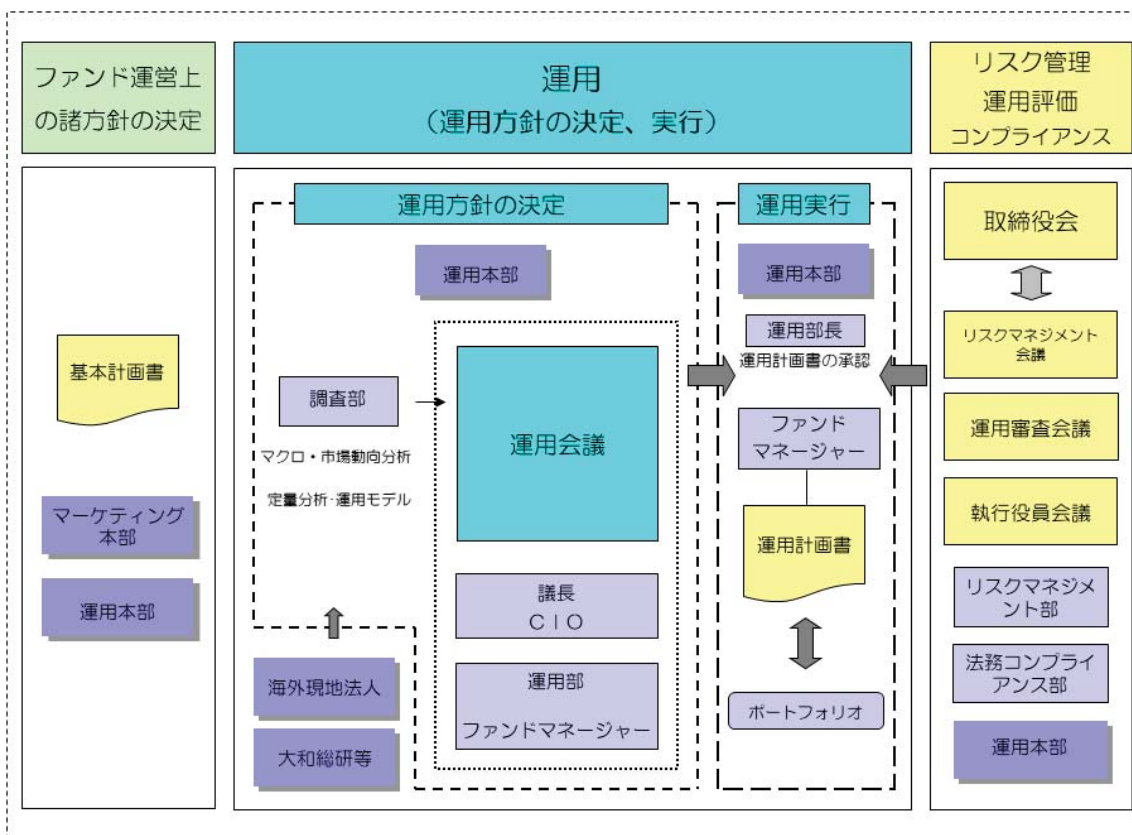 ファンド運営上
の諸方針の決定
運用
（運用方針の決定、実行）
リスク管理
運用評価
コンプライアンス
基本計画書
マーケティング
本部
運用本部
運用方針の決定
運用本部
調査部
マクロ・市場動向分析
定量分析・運用モデル
運用会議
議長
ＣＩＯ
運用部
ファンドマネージャー
海外現地法人
大和総研等
運用実行
運用本部
運用部長
運用計画書の承認
ファンド
マネージャー
運用計画書
ポートフォリオ
取締役会
リスクマネジメント
会議
運用審査会議
執行役員会議
リスクマネジメ
ント部
法務コンプライ
アンス部
運用本部